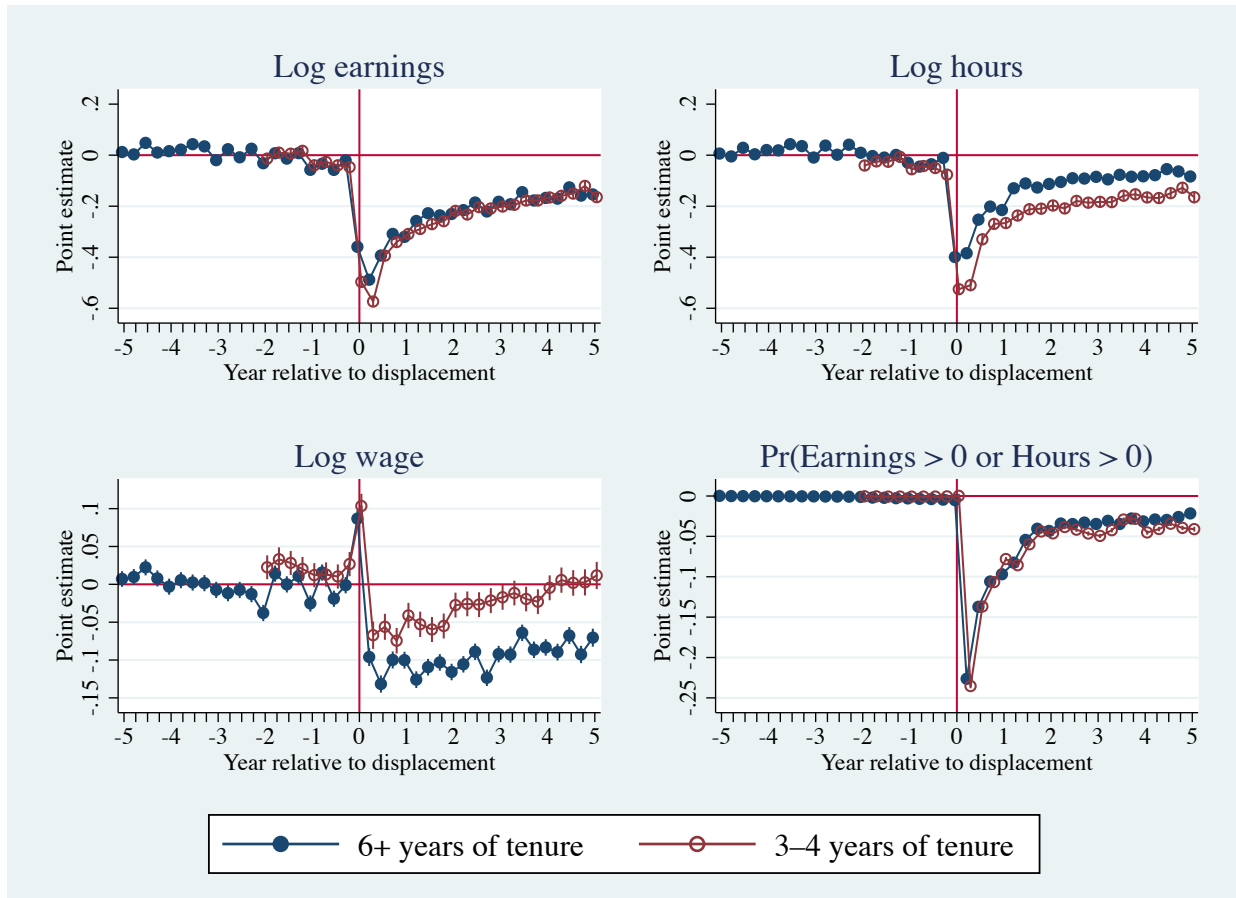 Log earnings
Point estimate
.2
0
-.2
-.4
-.6
-5 -4 -3 -2 -1 0 1 2 3 4 5
Year relative to displacement
Log hours
Point estimate
.2
0
-.2
-.4
-.6
-5 -4 -3 -2 -1 0 1 2 3 4 5
Year relative to displacement
Log wage
Point estimate
.1
.05
0
-.05
-.1
-.15
-5 -4 -3 -2 -1 0 1 2 3 4 5
Year relative to displacement
Pr(Earnings > 0 or Hours > 0)
Point estimate
0
-.05
-.1
-.15
-.2
-.25
-5 -4 -3 -2 -1 0 1 2 3 4 5
Year relative to displacement
6+ years of tenure
3–4 years of tenure